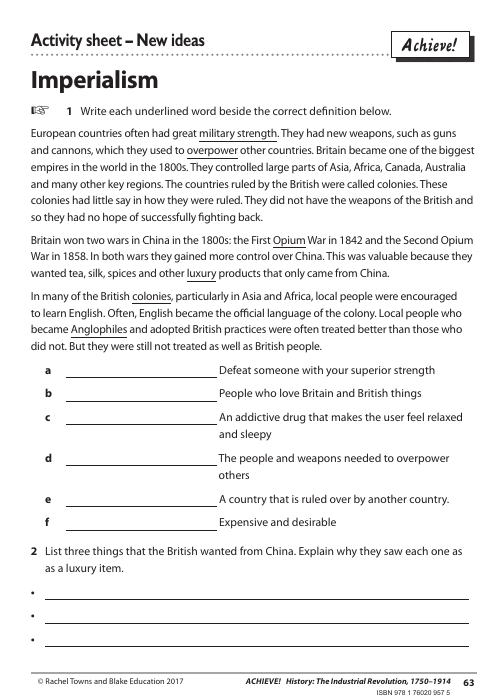 Activity sheet – New ideas
Achieve!
Imperialism
1 Write each underlined word beside the correct definition below.
European countries often had great military strength. They had new weapons, such as guns
and cannons, which they used to overpower other countries. Britain became one of the biggest
empires in the world in the 1800s. They controlled large parts of Asia, Africa, Canada, Australia
and many other key regions. The countries ruled by the British were called colonies. These
colonies had little say in how they were ruled. They did not have the weapons of the British and
so they had no hope of successfully fighting back.
Britain won two wars in China in the 1800s: the First Opium War in 1842 and the Second Opium
War in 1858. In both wars they gained more control over China. This was valuable because they
wanted tea, silk, spices and other luxury products that only came from China.
In many of the British colonies, particularly in Asia and Africa, local people were encouraged
to learn English. Often, English became the official language of the colony. Local people who
became Anglophiles and adopted British practices were often treated better than those who
did not. But they were still not treated as well as British people.
a Defeat someone with your superior strength
b People who love Britain and British things
c An addictive drug that makes the user feel relaxed
and sleepy
d The people and weapons needed to overpower
others
e A country that is ruled over by another country.
f Expensive and desirable
2 List three things that the British wanted from China. Explain why they saw each one as
as a luxury item.
•
•
•
© Rachel Towns and Blake Education 2017
ACHIEVE! History: The Industrial Revolution, 1750–1914 63
ISBN 978 1 76020 957 5